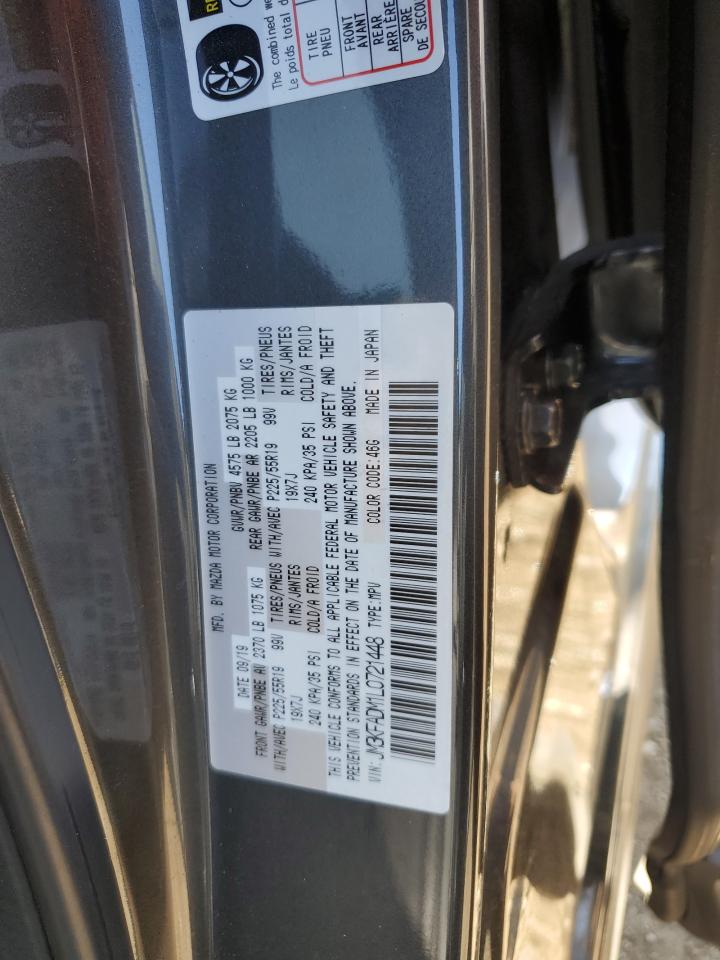 The combined we
Le poids total d
TIRE
PNEU
FRONT
AVANT
REAR
ARRIÈRE
SPARE
DE SECOU
MFD. BY MAZDA MOTOR CORPORATION
DATE 09/19 GVWR/PNBV 4575 LB 2075 KG
FRONT GAWR/PNBE AV 2370 LB 1075 KG REAR GAWR/PNBE AR 2205 LB 1000 KG
WITH/AVEC P225/55R19 99V TIRES/PNEUS WITH/AVEC P225/55R19 99V TIRES/PNEUS
19X7J RIMS/JANTES 19X7J RIMS/JANTES
240 KPA/35 PSI COLD/A FROID 240 KPA/35 PSI COLD/A FROID
THIS VEHICLE CONFORMS TO ALL APPLICABLE FEDERAL MOTOR VEHICLE SAFETY AND THEFT
PREVENTION STANDARDS IN EFFECT ON THE DATE OF MANUFACTURE SHOWN ABOVE.
VIN: JM3KFADM1L0721448 TYPE:MPV COLOR CODE:46G MADE IN JAPAN